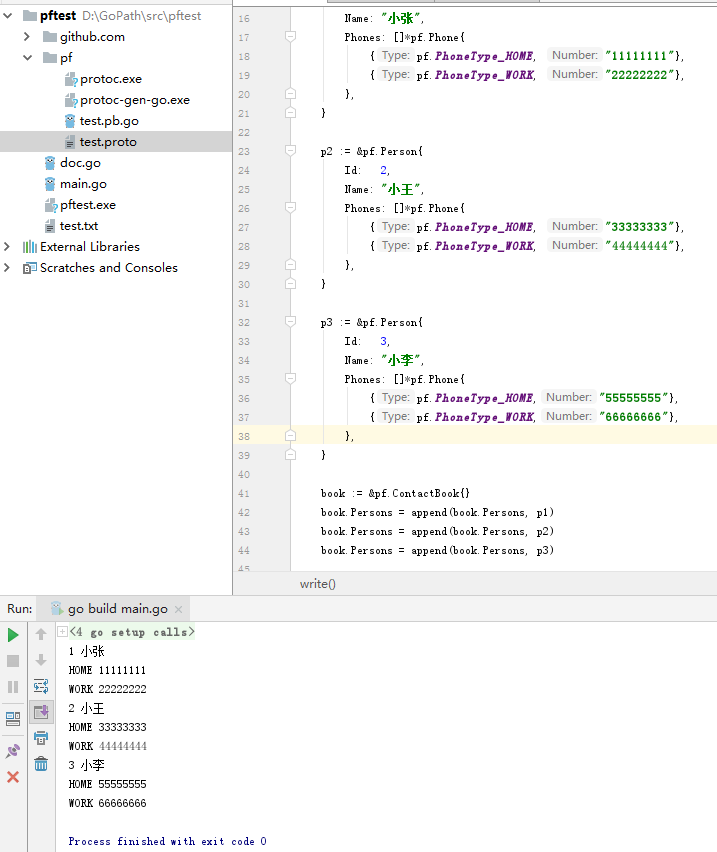 pftest D:\GoPath\src\pftest
github.com
pf
protoc.exe
protoc-gen-go.exe
test.pb.go
test.proto
doc.go
main.go
pftest.exe
test.txt
External Libraries
Scratches and Consoles
16 Name: "小张",
17 Phones: []*pf.Phone{
18 { Type: pf.PhoneType_HOME, Number: "11111111"},
19 { Type: pf.PhoneType_WORK, Number: "22222222"},
20 },
21 }
22
23 p2 := &pf.Person{
24 Id: 2,
25 Name: "小王",
26 Phones: []*pf.Phone{
27 { Type: pf.PhoneType_HOME, Number: "33333333"},
28 { Type: pf.PhoneType_WORK, Number: "44444444"},
29 },
30 }
31
32 p3 := &pf.Person{
33 Id: 3,
34 Name: "小李",
35 Phones: []*pf.Phone{
36 { Type: pf.PhoneType_HOME, Number: "55555555"},
37 { Type: pf.PhoneType_WORK, Number: "66666666"},
38 },
39 }
40
41 book := &pf.ContactBook{}
42 book.Persons = append(book.Persons, p1)
43 book.Persons = append(book.Persons, p2)
44 book.Persons = append(book.Persons, p3)
45
write()
Run: go build main.go
<4 go setup calls>
1 小张
HOME 11111111
WORK 22222222
2 小王
HOME 33333333
WORK 44444444
3 小李
HOME 55555555
WORK 66666666
Process finished with exit code 0